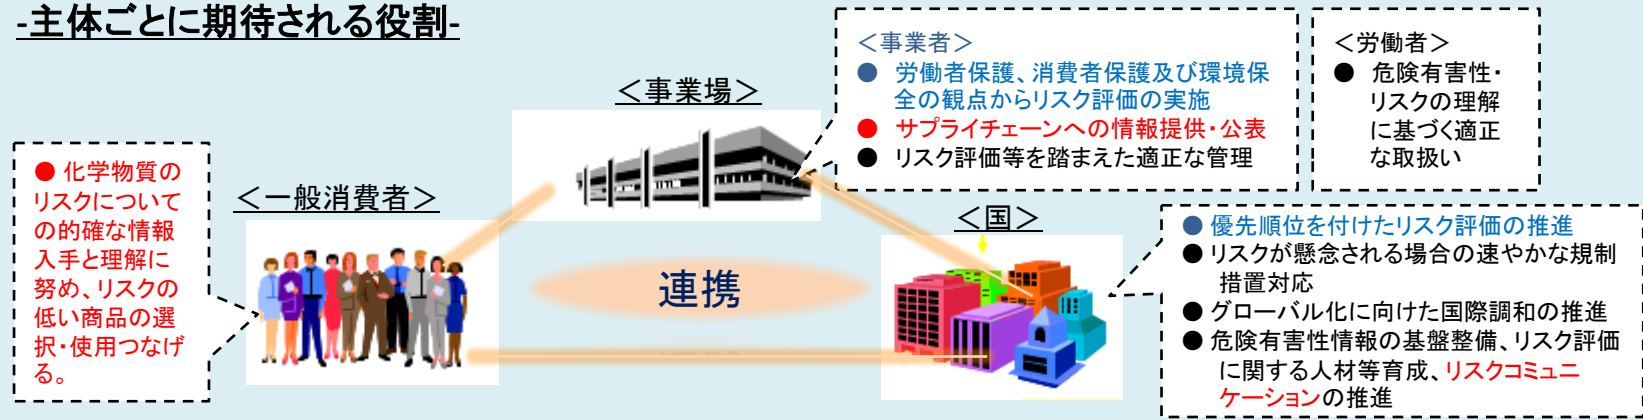 -主体ごとに期待される役割-
＜事業場＞
＜事業者＞
● 労働者保護、消費者保護及び環境保
全の観点からリスク評価の実施
● サプライチェーンへの情報提供・公表
● リスク評価等を踏まえた適正な管理
＜労働者＞
● 危険有害性・
リスクの理解
に基づく適正
な取扱い
● 化学物質の
リスクについて
の的確な情報
入手と理解に
努め、リスクの
低い商品の選
択・使用つなげ
る。
＜一般消費者＞
連携
＜国＞
● 優先順位を付けたリスク評価の推進
● リスクが懸念される場合の速やかな規制
措置対応
● グローバル化に向けた国際調和の推進
● 危険有害性情報の基盤整備、リスク評価
に関する人材等育成、リスクコミュニ
ケーションの推進